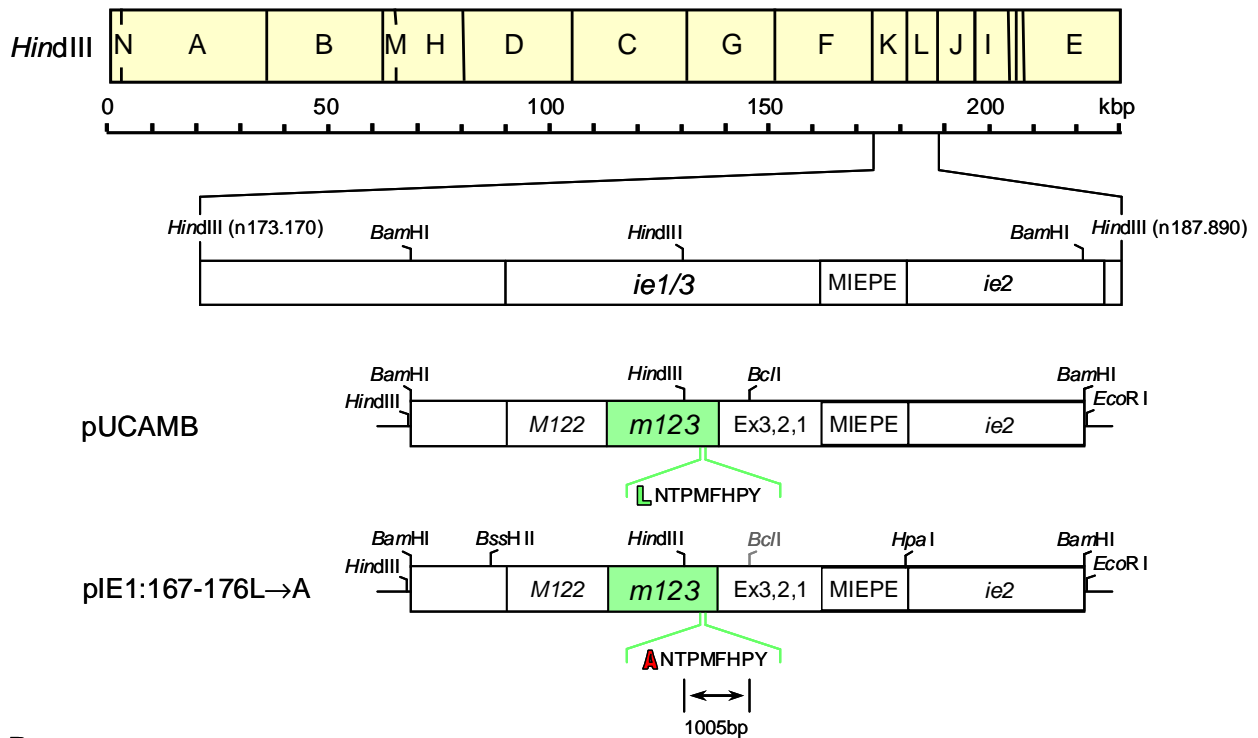 HindIII N A B M H D C G F K L J I E
0 50 100 150 200 kbp
HindIII (n173.170) BamHI HindIII BamHI HindIII (n187.890)
ie1/3 MIEPE ie2
BamHI HindIII BclI BamHI
HindIII EcoR I
pUCAMB M122 m123 Ex3,2,1 MIEPE ie2
LNTPMFHPY
BamHI BssH II HindIII BclI Hpa I BamHI
HindIII EcoR I
pIE1:167-176L→A M122 m123 Ex3,2,1 MIEPE ie2
ANTPMFHPY
1005bp